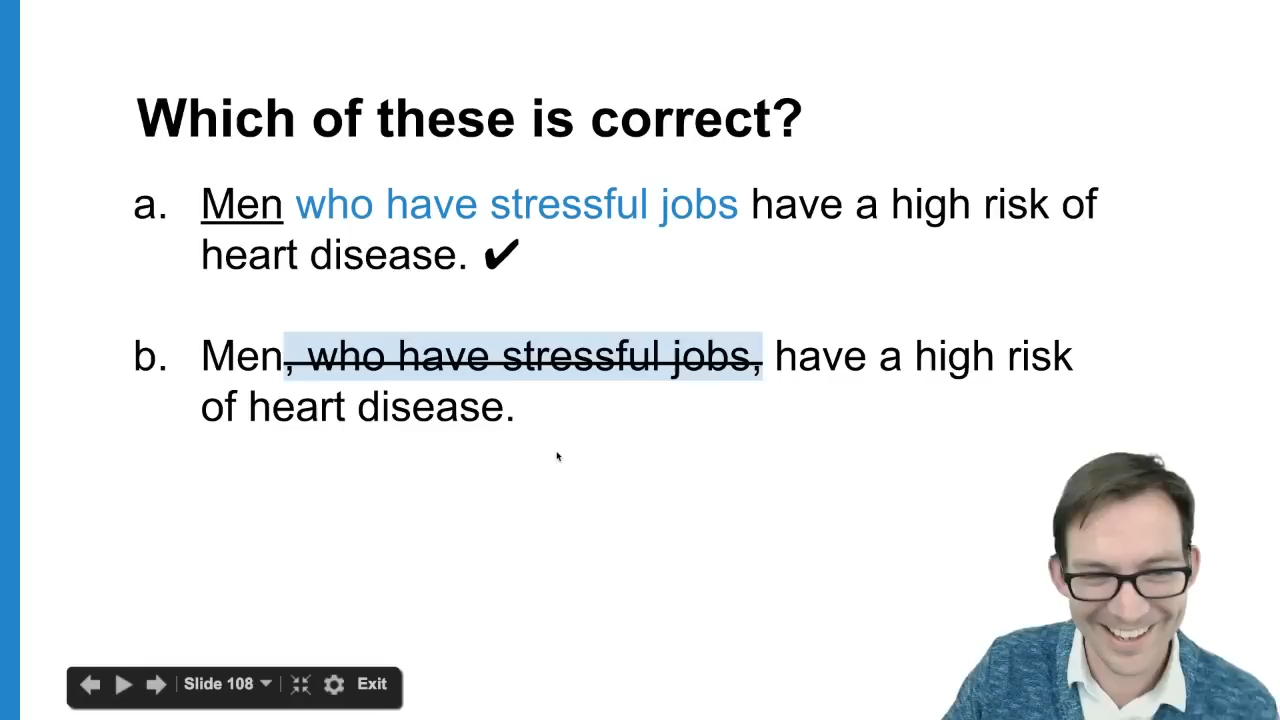 Which of these is correct?
a. Men who have stressful jobs have a high risk of
heart disease. ✔
b. Men, who have stressful jobs, have a high risk
of heart disease.
Slide 108
Exit